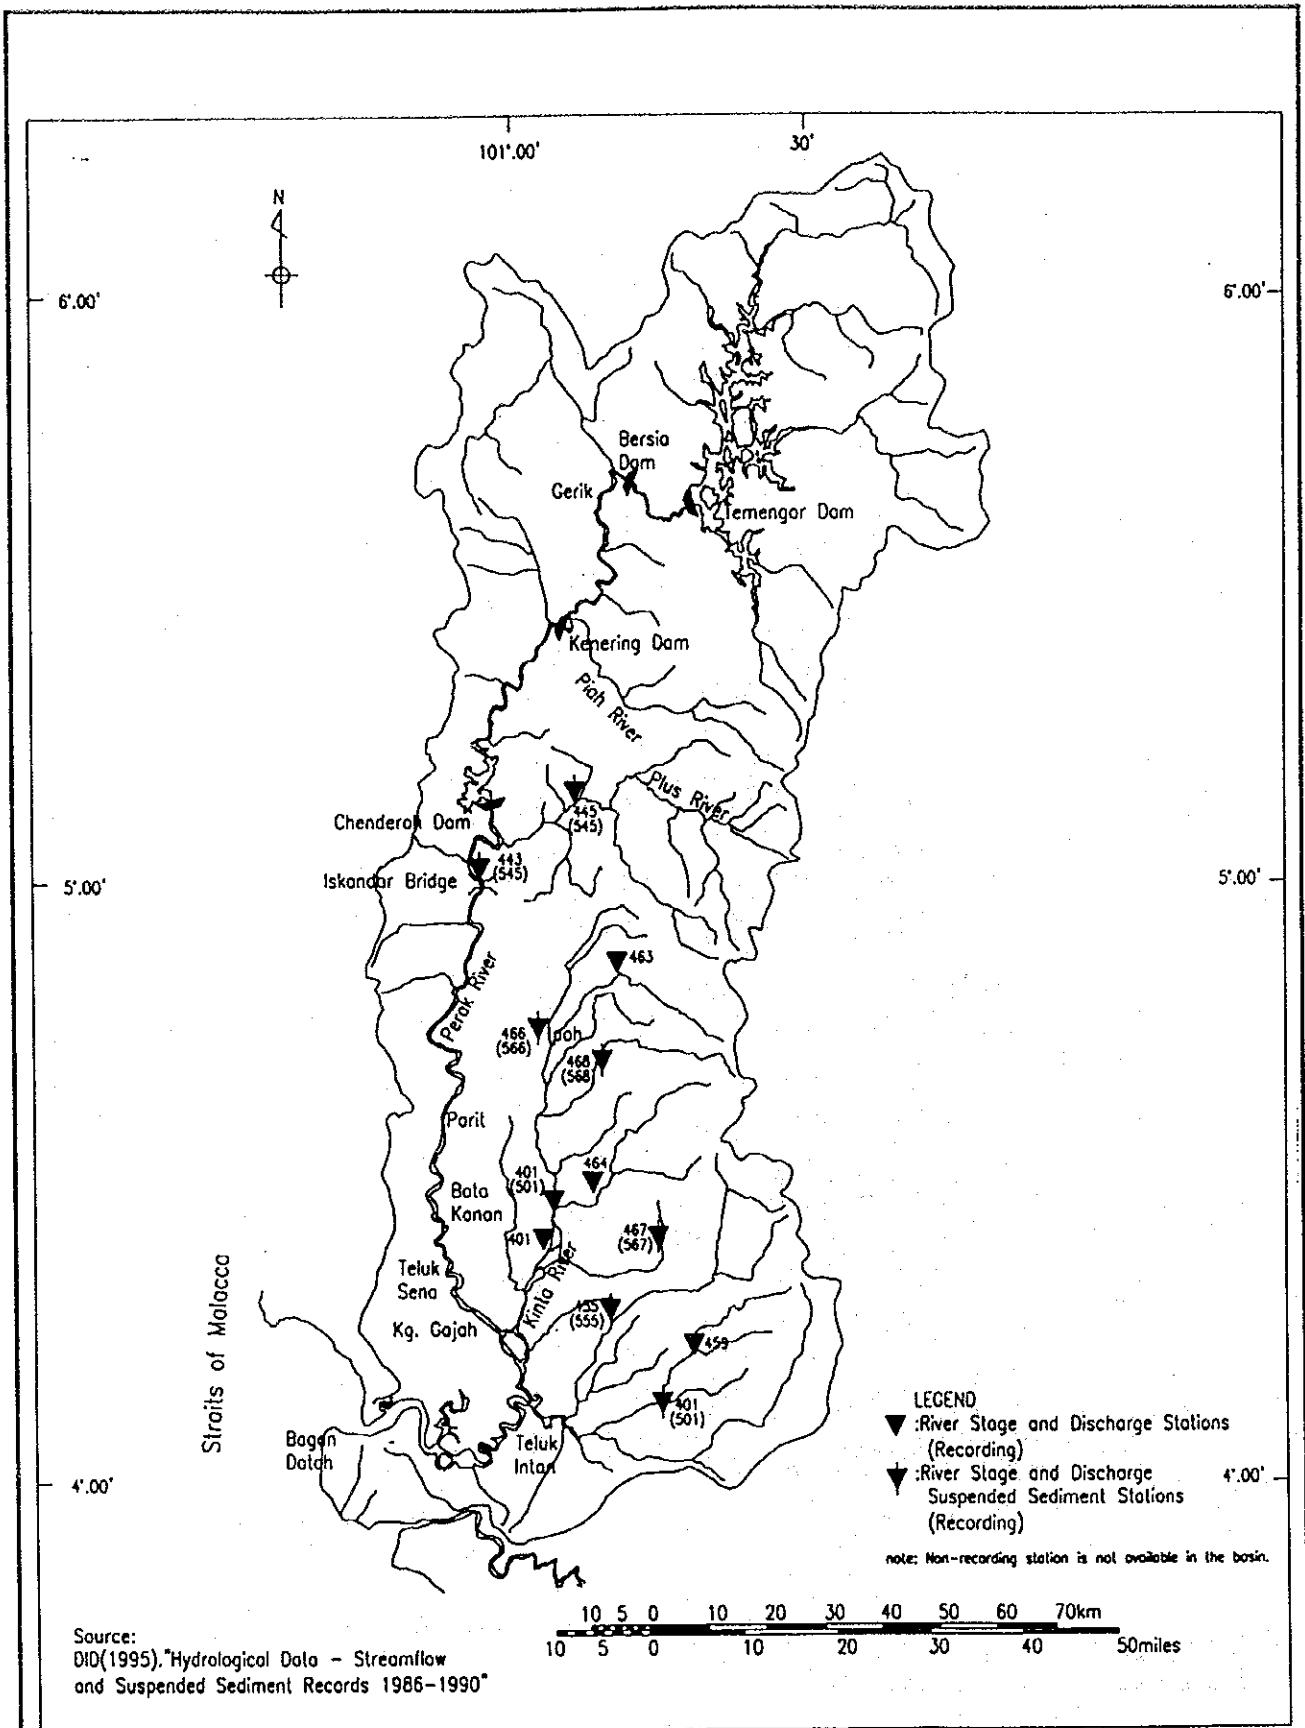 101°.00'
30'
N
6°.00'
6°.00'
Bersia
Dam
Gerik
Temengor Dam
Kenering Dam
Piah River
Plus River
445
(545)
Chenderoh Dam
443
(545)
Iskandar Bridge
5°.00'
5°.00'
463
Perak River
466
(566)
Ipoh
468
(568)
Parit
464
401
(501)
Bata
Kanan
401
467
(567)
Kinta River
Teluk
Sena
455
(555)
Kg. Gajah
459
Straits of Malacca
401
(501)
Bagan
Datah
Teluk
Intan
4°.00'
4°.00'
LEGEND
:River Stage and Discharge Stations
(Recording)
:River Stage and Discharge
Suspended Sediment Stations
(Recording)
note: Non-recording station is not available in the basin.
10 5 0 10 20 30 40 50 60 70km
10 5 0 10 20 30 40 50miles
Source:
DID(1995)."Hydrological Data - Streamflow
and Suspended Sediment Records 1986-1990"